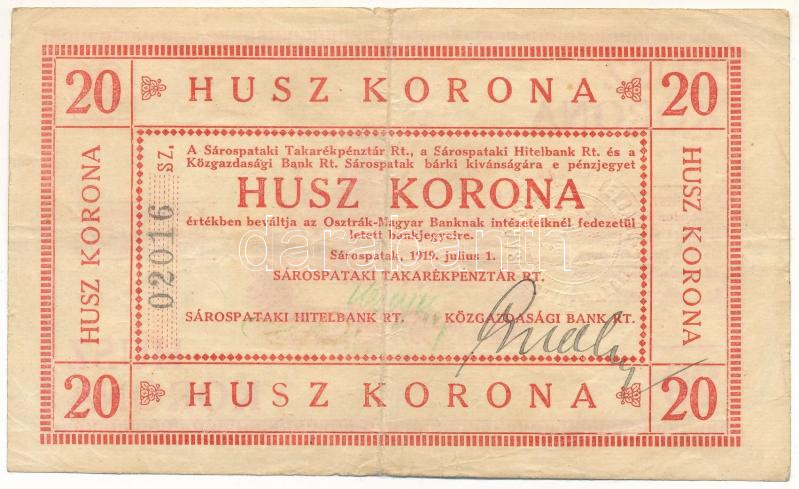 20
HUSZ KORONA
20
HUSZ KORONA
02016 SZ.
A Sárospataki Takarékpénztár Rt., a Sárospataki Hitelbank Rt. és a
Közgazdasági Bank Rt. Sárospatak bárki kivánságára e pénzjegyet
HUSZ KORONA
értékben beváltja az Osztrák-Magyar Banknak intézeteiknél fedezetül
letett bankjegyeire.
Sárospatak, 1919. julius 1.
SÁROSPATAKI TAKARÉKPÉNZTÁR RT.
SÁROSPATAKI HITELBANK RT.
KÖZGAZDASÁGI BANK RT.
HUSZ KORONA
20
HUSZ KORONA
20
darabanth